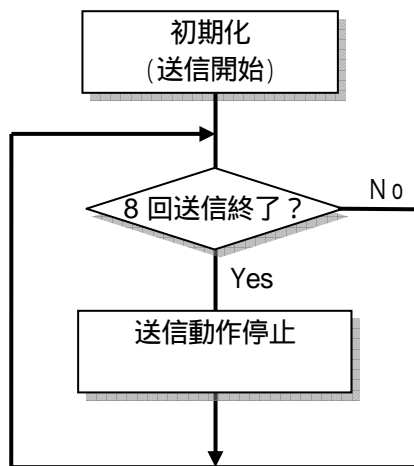 初期化
(送信開始)
8回送信終了？
No
Yes
送信動作停止